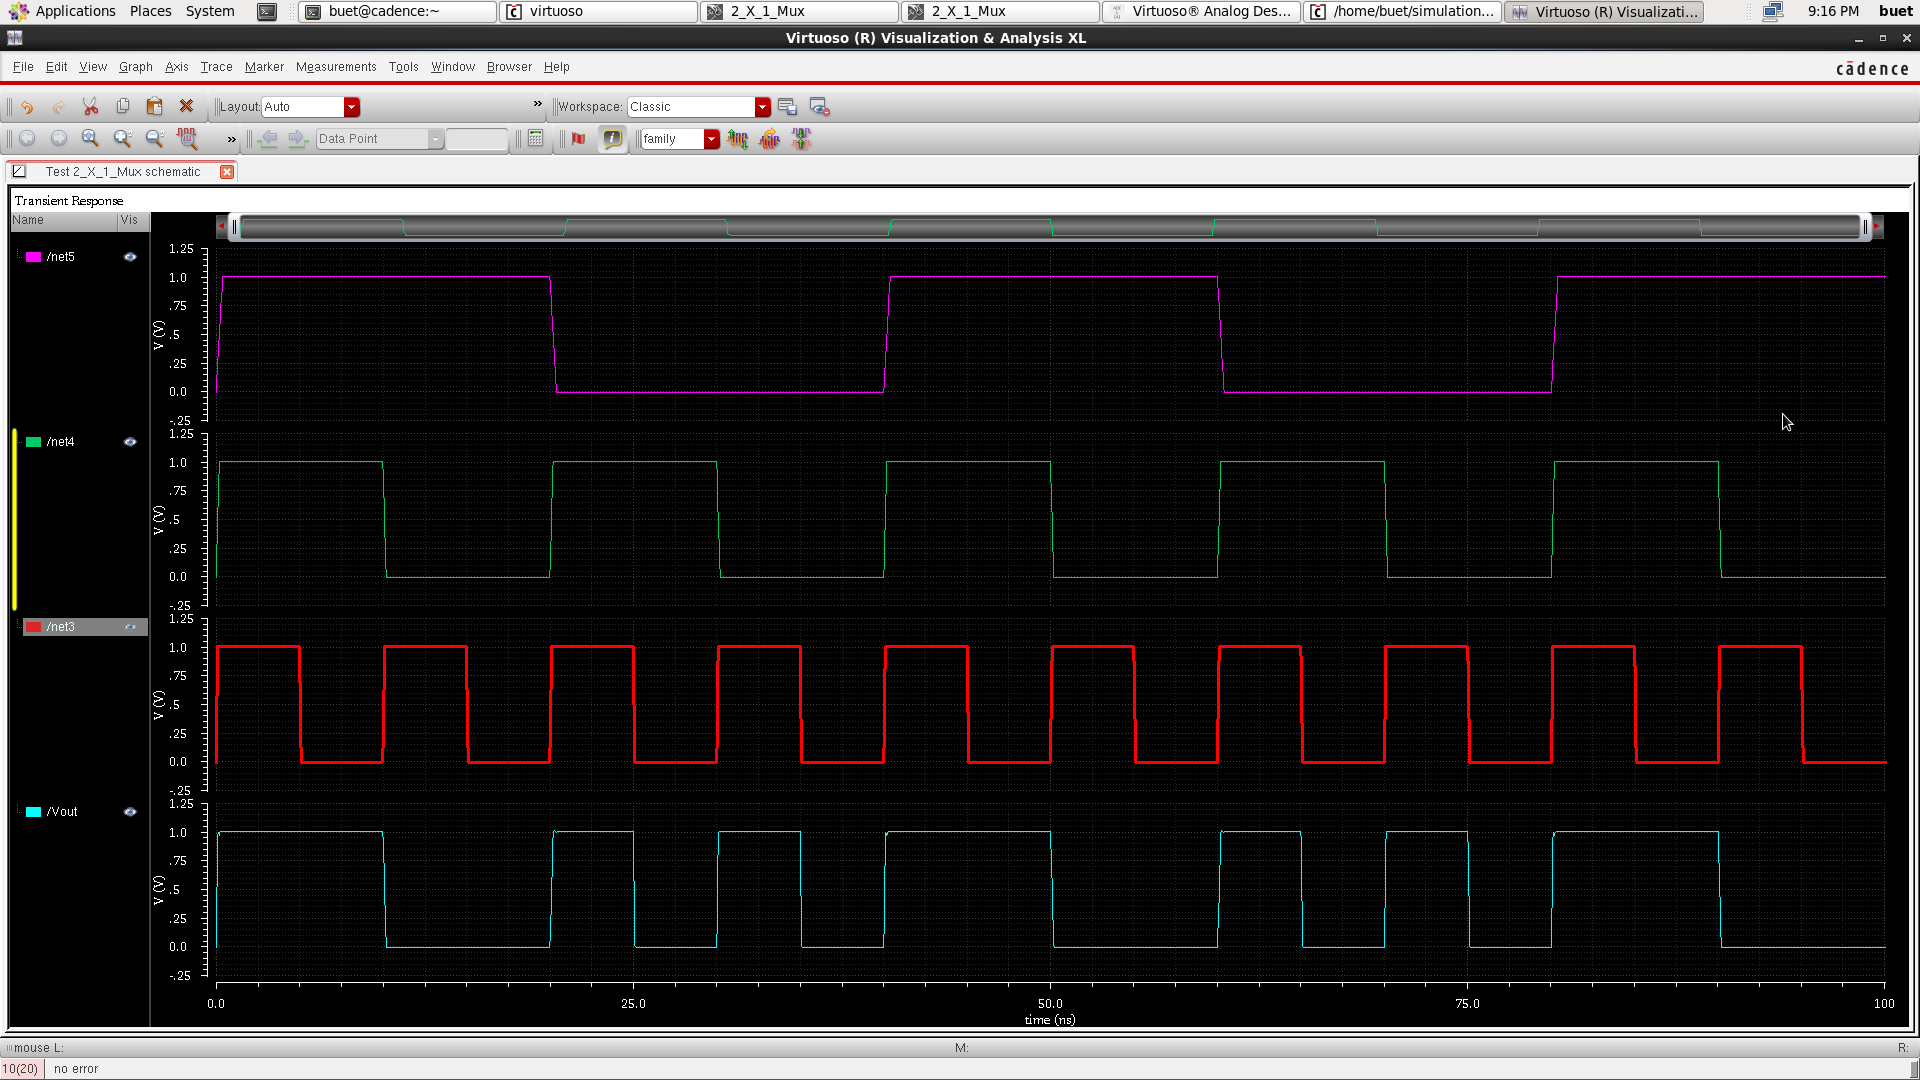 Applications Places System buet@cadence:~ virtuoso 2_X_1_Mux 2_X_1_Mux Virtuoso® Analog Des... /home/buet/simulation... Virtuoso (R) Visualizati... 9:16 PM buet
Virtuoso (R) Visualization & Analysis XL
File Edit View Graph Axis Trace Marker Measurements Tools Window Browser Help
cādence
Layout: Auto » Workspace: Classic
» Data Point family
Test 2_X_1_Mux schematic
Transient Response
Name Vis
/net5
1.25
1.0
.75
.5
.25
0.0
-.25
V (V)
/net4
1.25
1.0
.75
.5
.25
0.0
-.25
V (V)
/net3
1.25
1.0
.75
.5
.25
0.0
-.25
V (V)
/Vout
1.25
1.0
.75
.5
.25
0.0
-.25
V (V)
0.0 25.0 50.0 75.0 100
time (ns)
mouse L: M: R:
10(20) no error